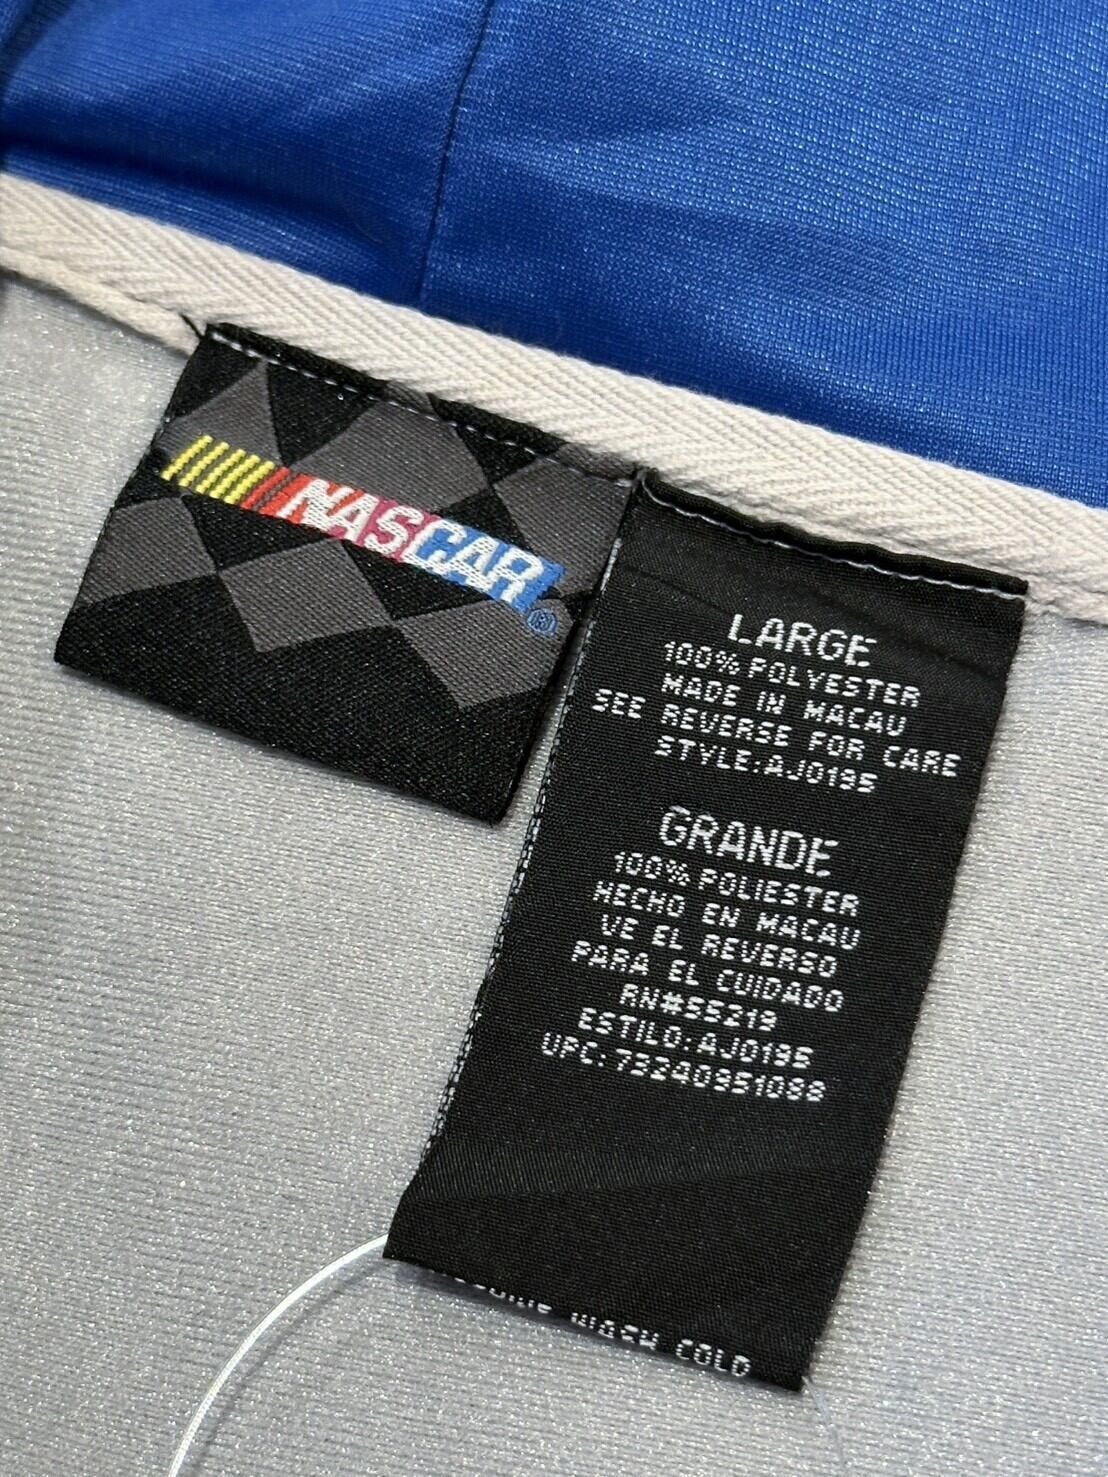 NASCAR®
LARGE
100% POLYESTER
MADE IN MACAU
SEE REVERSE FOR CARE
STYLE:AJ0195
GRANDE
100% POLIESTER
HECHO EN MACAU
VE EL REVERSO
PARA EL CUIDADO
RN#55219
ESTILO:AJ0195
UPC:73240951088
WASH COLD